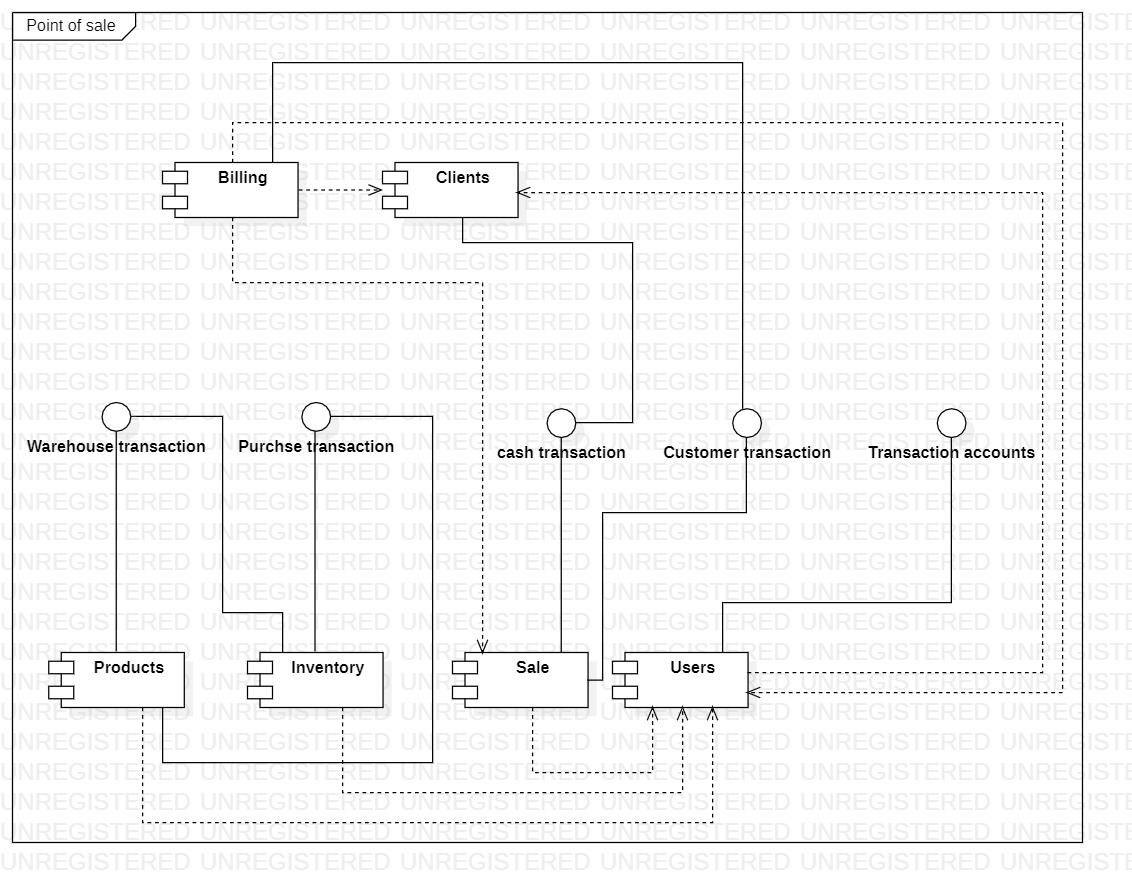 Point of sale
Billing
Clients
Warehouse transaction
Purchse transaction
cash transaction
Customer transaction
Transaction accounts
Products
Inventory
Sale
Users
UNREGISTERED UNREGISTERED UNREGISTERED UNREGISTERED UNREGISTERED